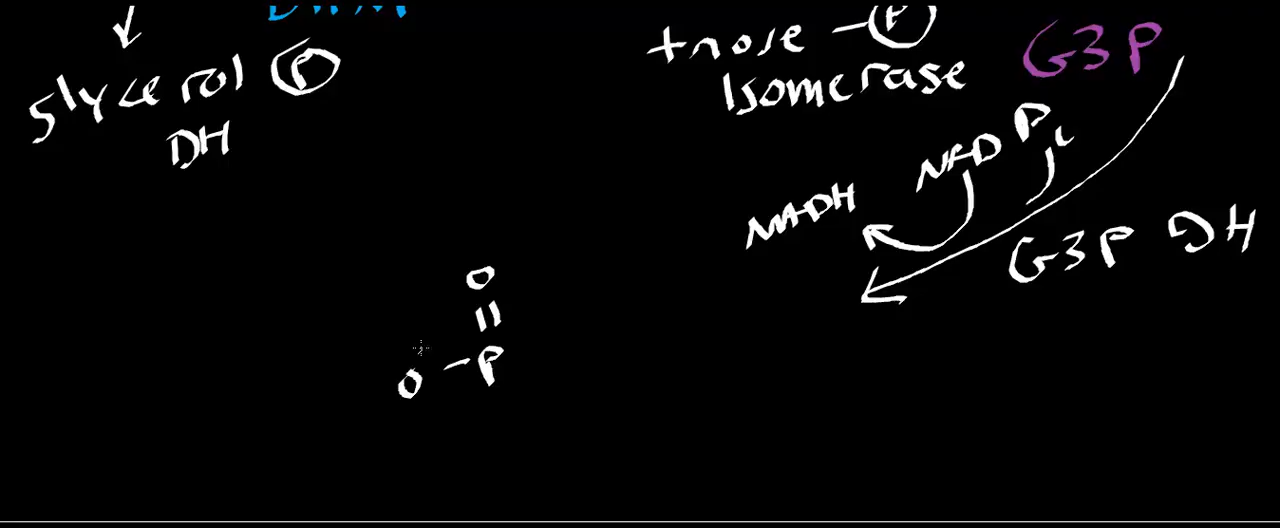 glycerol P
DH
triose - P
Isomerase
G3P
NAD Pi
NADH
G3P DH
O
O - P